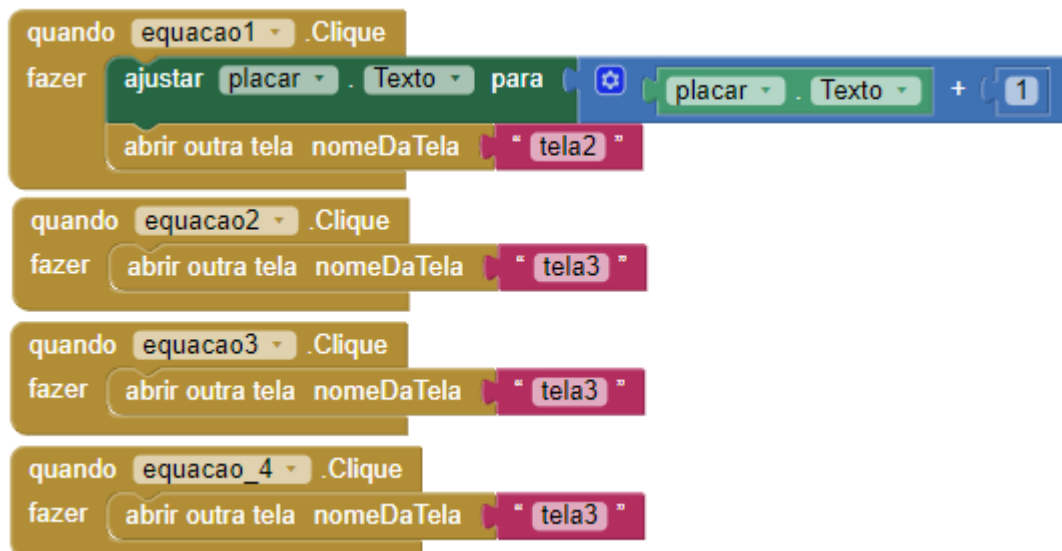 quando equacao1 .Clique
fazer ajustar placar . Texto para placar . Texto + 1
abrir outra tela nomeDaTela " tela2 "
quando equacao2 .Clique
fazer abrir outra tela nomeDaTela " tela3 "
quando equacao3 .Clique
fazer abrir outra tela nomeDaTela " tela3 "
quando equacao_4 .Clique
fazer abrir outra tela nomeDaTela " tela3 "